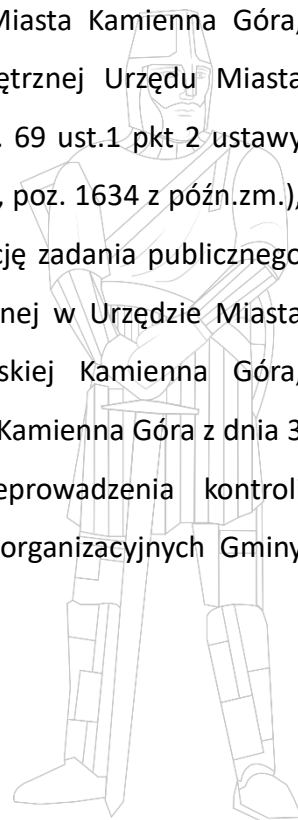 Miasta Kamienna Góra,
ętrznej Urzędu Miasta
. 69 ust.1 pkt 2 ustawy
, poz. 1634 z późn.zm.),
cję zadania publicznego
nej w Urzędzie Miasta
skiej Kamienna Góra,
Kamienna Góra z dnia 3
eprowadzenia kontroli
organizacyjnych Gminy